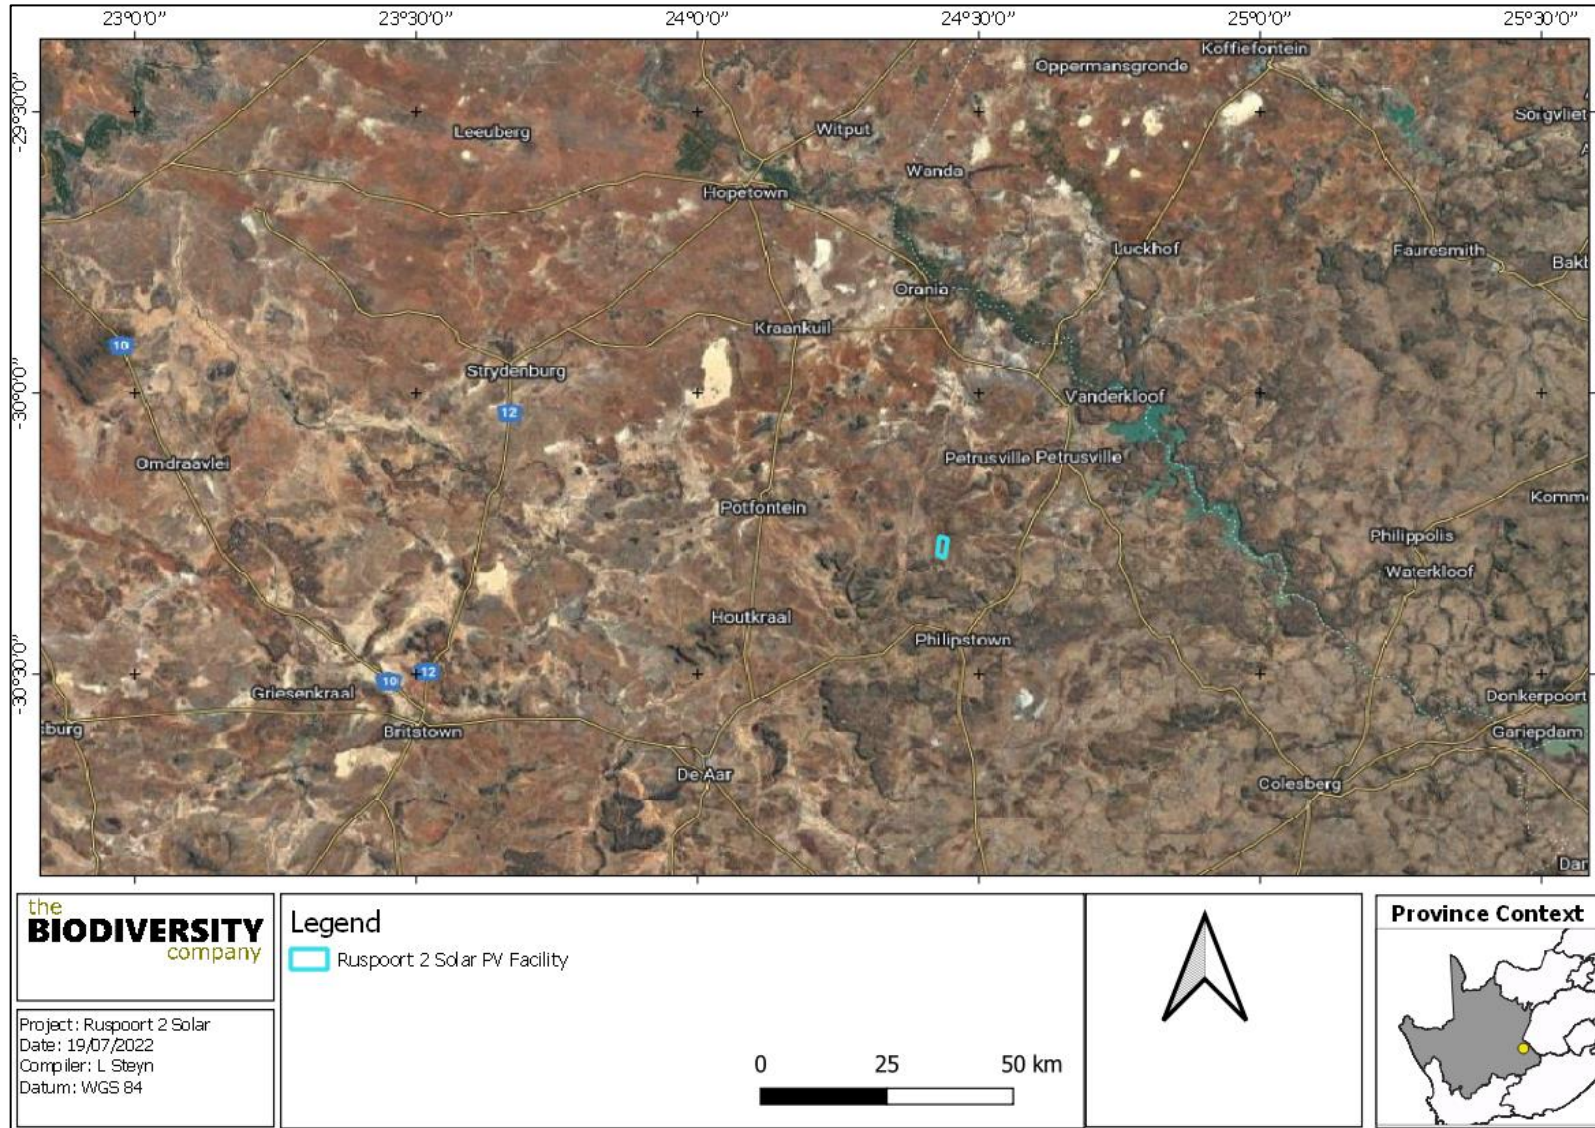 23°0′0″ 23°30′0″ 24°0′0″ 24°30′0″ 25°0′0″ 25°30′0″
Koffiefontein
Oppermansgronde
-29°30′0″
Leeuberg
Witput
Sorgvliet
Wanda
Hopetown
Luckhof
Fauresmith
Orania
Kraankuil
10
Strydenburg
-30°0′0″
12
Vanderkloof
Omdraavlei
Petrusville Petrusville
Potfontein
Philippolis
Waterkloof
Houtkraal
Philipstown
-30°30′0″
10 12
Griesenkraal
Donkerpoort
Britstown
Gariepdam
De Aar
Colesberg
the
BIODIVERSITY
company
Project: Ruspoort 2 Solar
Date: 19/07/2022
Compiler: L Steyn
Datum: WGS 84
Legend
Ruspoort 2 Solar PV Facility
0 25 50 km
Province Context